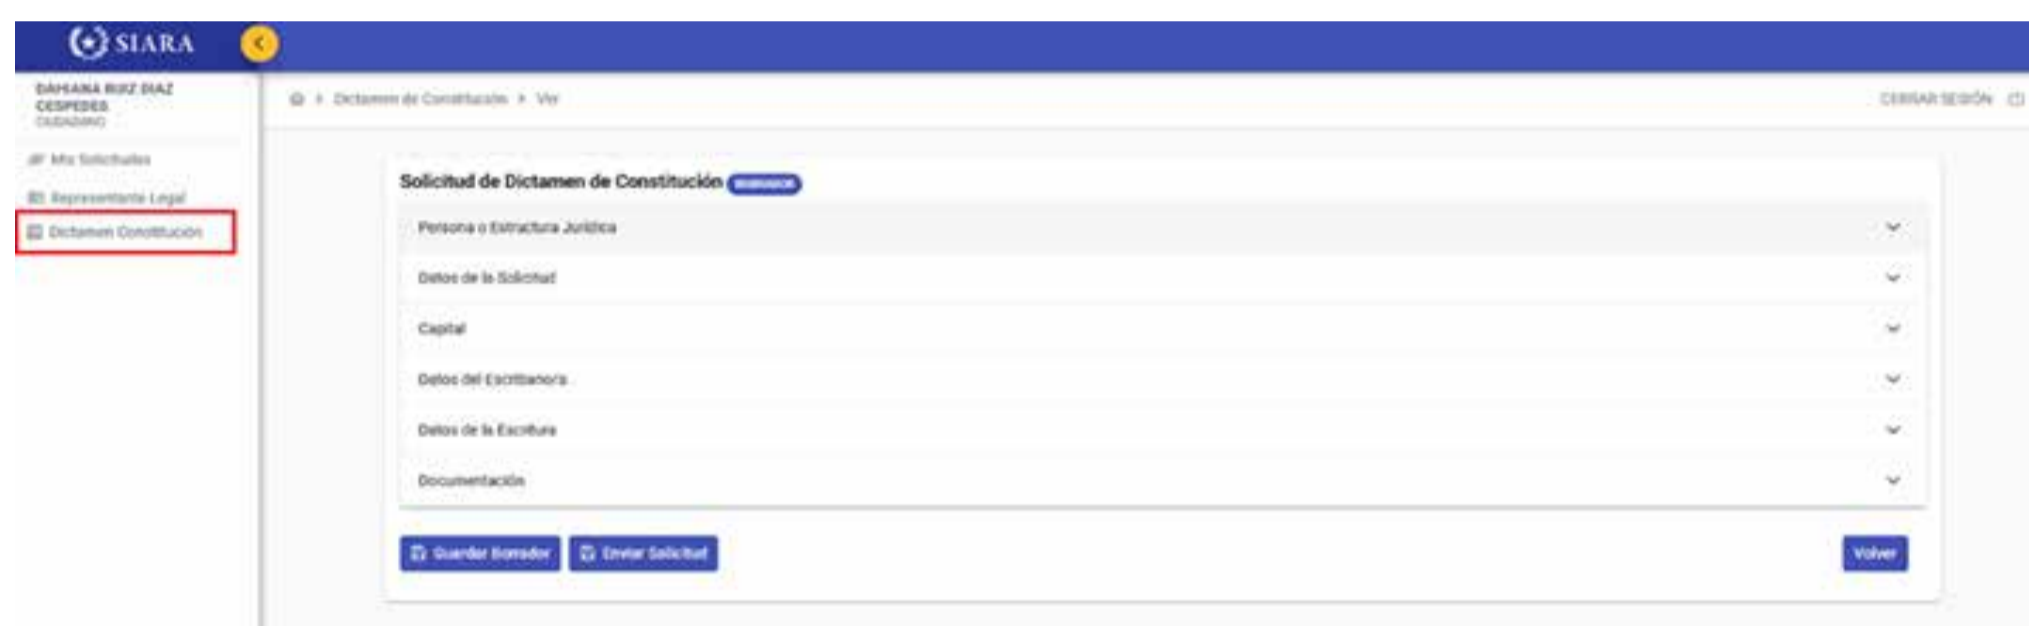 SIARA
DAHIANA RUIZ DIAZ
CESPEDES
CIUDADANO
Dictamen de Constitución > Ver
CERRAR SESIÓN
Mis Solicitudes
Representante Legal
Dictamen Constitución
Solicitud de Dictamen de Constitución BORRADOR
Persona o Estructura Jurídica
Datos de la Solicitud
Capital
Datos del Escribano/a
Datos de la Escritura
Documentación
Guardar Borrador
Enviar Solicitud
Volver